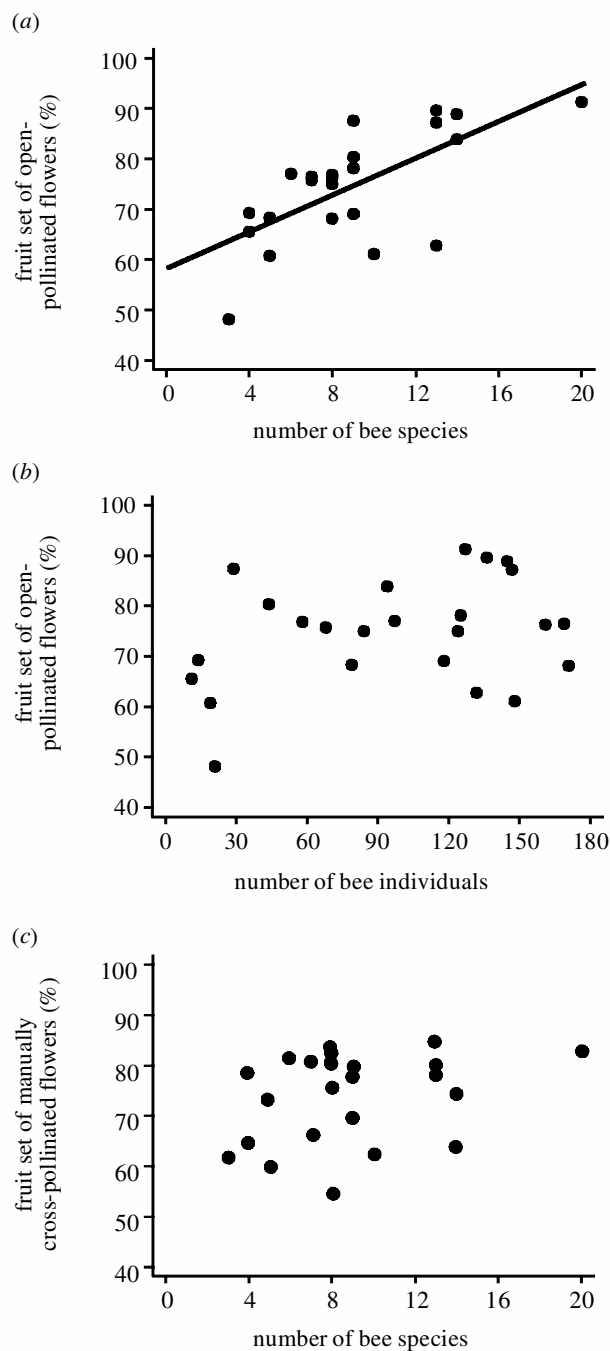 (a)
fruit set of open-
pollinated flowers (%)
100
90
80
70
60
50
40
0 4 8 12 16 20
number of bee species
(b)
fruit set of open-
pollinated flowers (%)
100
90
80
70
60
50
40
0 30 60 90 120 150 180
number of bee individuals
(c)
fruit set of manually
cross-pollinated flowers (%)
100
90
80
70
60
50
40
0 4 8 12 16 20
number of bee species